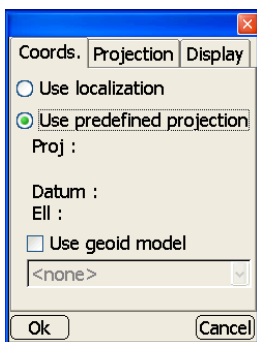 Coords. Projection Display
Use localization
Use predefined projection
Proj :
Datum :
Ell :
Use geoid model
<none>
Ok Cancel